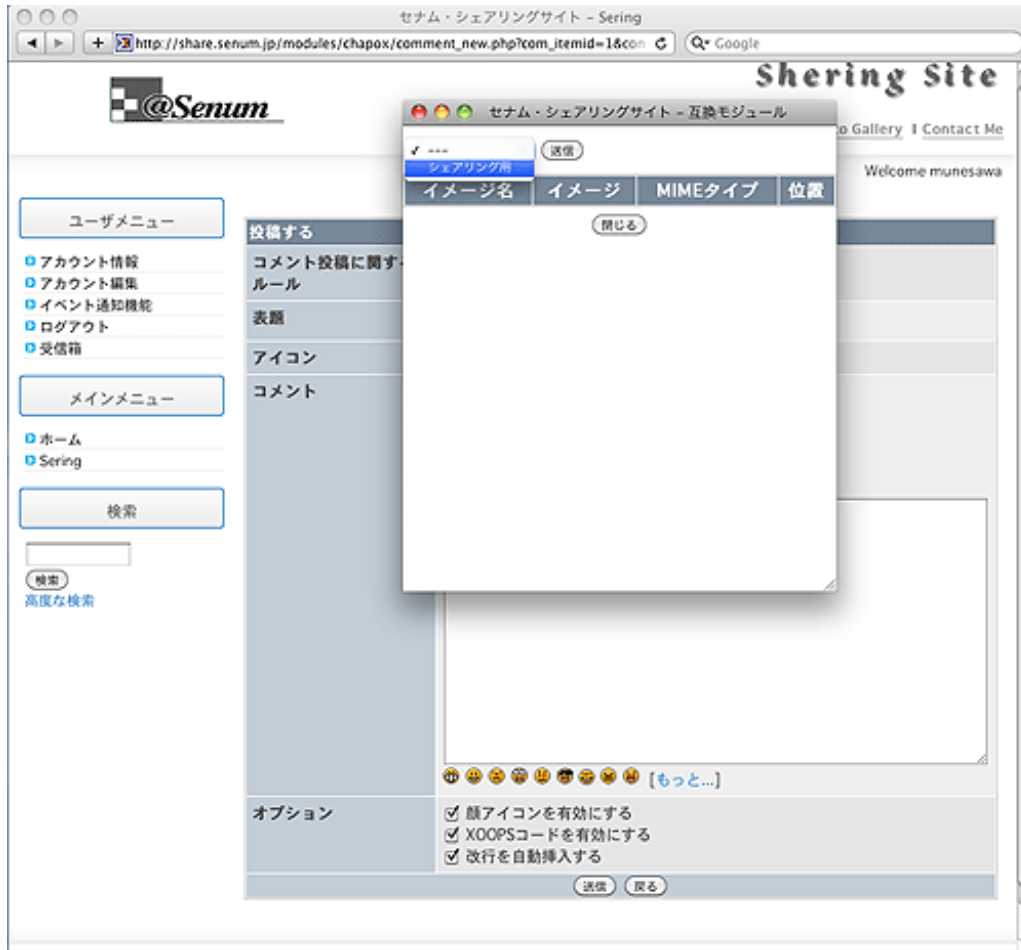 セナム・シェアリングサイト – Sering
http://share.senum.jp/modules/chapox/comment_new.php?com_itemid=1&con
Google
Shering Site
@Senum
o Gallery | Contact Me
Welcome munesawa
セナム・シェアリングサイト – 互換モジュール
✓ ---
送信
シェアリング用
イメージ名 イメージ MIMEタイプ 位置
閉じる
ユーザメニュー
アカウント情報
アカウント編集
イベント通知機能
ログアウト
受信箱
メインメニュー
ホーム
Sering
検索
検索
高度な検索
投稿する
コメント投稿に関す
ルール
表題
アイコン
コメント
[もっと...]
オプション
顔アイコンを有効にする
XOOPSコードを有効にする
改行を自動挿入する
送信 戻る